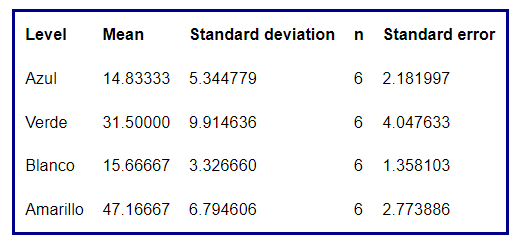 Level Mean Standard deviation n Standard error
Azul 14.83333 5.344779 6 2.181997
Verde 31.50000 9.914636 6 4.047633
Blanco 15.66667 3.326660 6 1.358103
Amarillo 47.16667 6.794606 6 2.773886